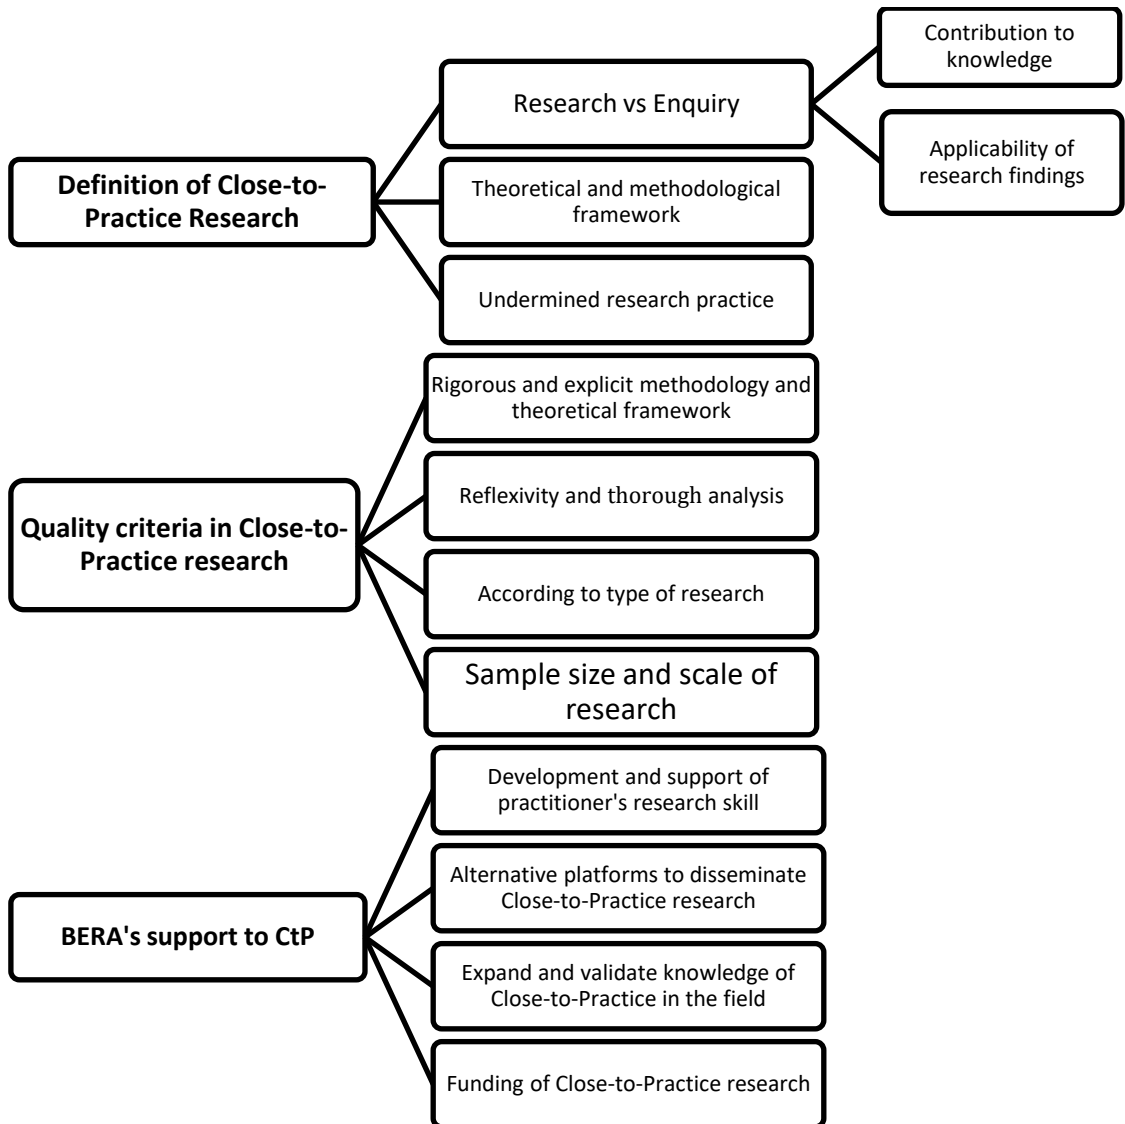 Definition of Close-to-
Practice Research
Research vs Enquiry
Contribution to
knowledge
Applicability of
research findings
Theoretical and methodological
framework
Undermined research practice
Quality criteria in Close-to-
Practice research
Rigorous and explicit methodology and
theoretical framework
Reflexivity and thorough analysis
According to type of research
Sample size and scale of
research
BERA's support to CtP
Development and support of
practitioner's research skill
Alternative platforms to disseminate
Close-to-Practice research
Expand and validate knowledge of
Close-to-Practice in the field
Funding of Close-to-Practice research